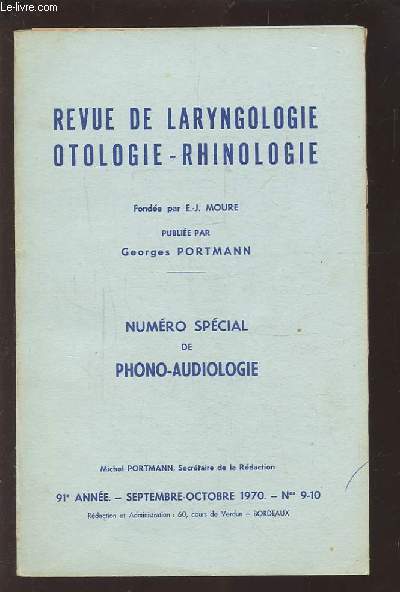 Le-livre.com
REVUE DE LARYNGOLOGIE
OTOLOGIE - RHINOLOGIE
Fondée par E.-J. MOURE
PUBLIÉE PAR
Georges PORTMANN
NUMÉRO SPÉCIAL
DE
PHONO-AUDIOLOGIE
Michel PORTMANN, Secrétaire de la Rédaction
91e ANNÉE. — SEPTEMBRE-OCTOBRE 1970. — Nos 9-10
Rédaction et Administration : 60, cours de Verdun — BORDEAUX